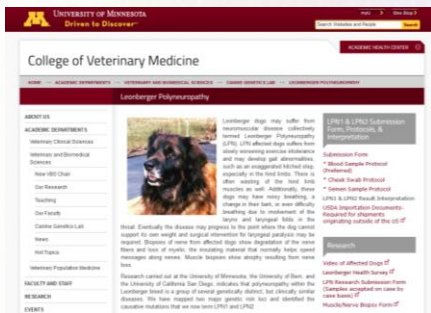 UNIVERSITY OF MINNESOTA
Driven to Discover
myU
One Stop
Search Websites and People
Search
ACADEMIC HEALTH CENTER
College of Veterinary Medicine
HOME
ACADEMIC DEPARTMENTS
VETERINARY AND BIOMEDICAL SCIENCES
CANINE GENETICS LAB
LEONBERGER POLYNEUROPATHY
Leonberger Polyneuropathy
ABOUT US
ACADEMIC DEPARTMENTS
Veterinary Clinical Sciences
Veterinary and Biomedical
Sciences
New VBS Chair
Our Research
Teaching
Our Faculty
Canine Genetics Lab
News
Hot Topics
Veterinary Population Medicine
FACULTY AND STAFF
RESEARCH
EVENTS
Leonberger dogs may suffer from
neuromuscular disease collectively
termed Leonberger Polyneuropathy
(LPN). LPN affected dogs suffers from
slowly worsening exercise intolerance
and may develop gait abnormalities,
such as an exaggerated hitched step,
especially in the hind limbs. There is
often wasting of the hind limb
muscles as well. Additionally, these
dogs may have noisy breathing, a
change in their bark, or even difficulty
breathing due to involvement of the
larynx and laryngeal folds in the
throat. Eventually the disease may progress to the point where the dog cannot
support its own weight and surgical intervention for laryngeal paralysis may be
required. Biopsies of nerve from affected dogs show degradation of the nerve
fibers and loss of myelin, the insulating material that normally helps speed
messages along nerves. Muscle biopsies show atrophy resulting from nerve
loss.
Research carried out at the University of Minnesota, the University of Bern, and
the University of California San Diego, indicates that polyneuropathy within the
Leonberger breed is a group of several genetically distinct, but clinically similar
diseases. We have mapped two major genetic risk loci and identified the
causative mutations that we now term LPN1 and LPN2.
LPN1 & LPN2 Submission
Form, Protocols, &
Interpretation
Submission Form
* Blood Sample Protocol
(Preferred)
* Cheek Swab Protocol
* Semen Sample Protocol
LPN1 & LPN2 Result Interpretation
USDA Importation Documents-
Required for shipments
originating outside of the US
Research
Video of Affected Dogs
Leonberger Health Survey
LPN Research Submission Form
(Samples accepted on case by
case basis)
Muscle/Nerve Biopsy Form